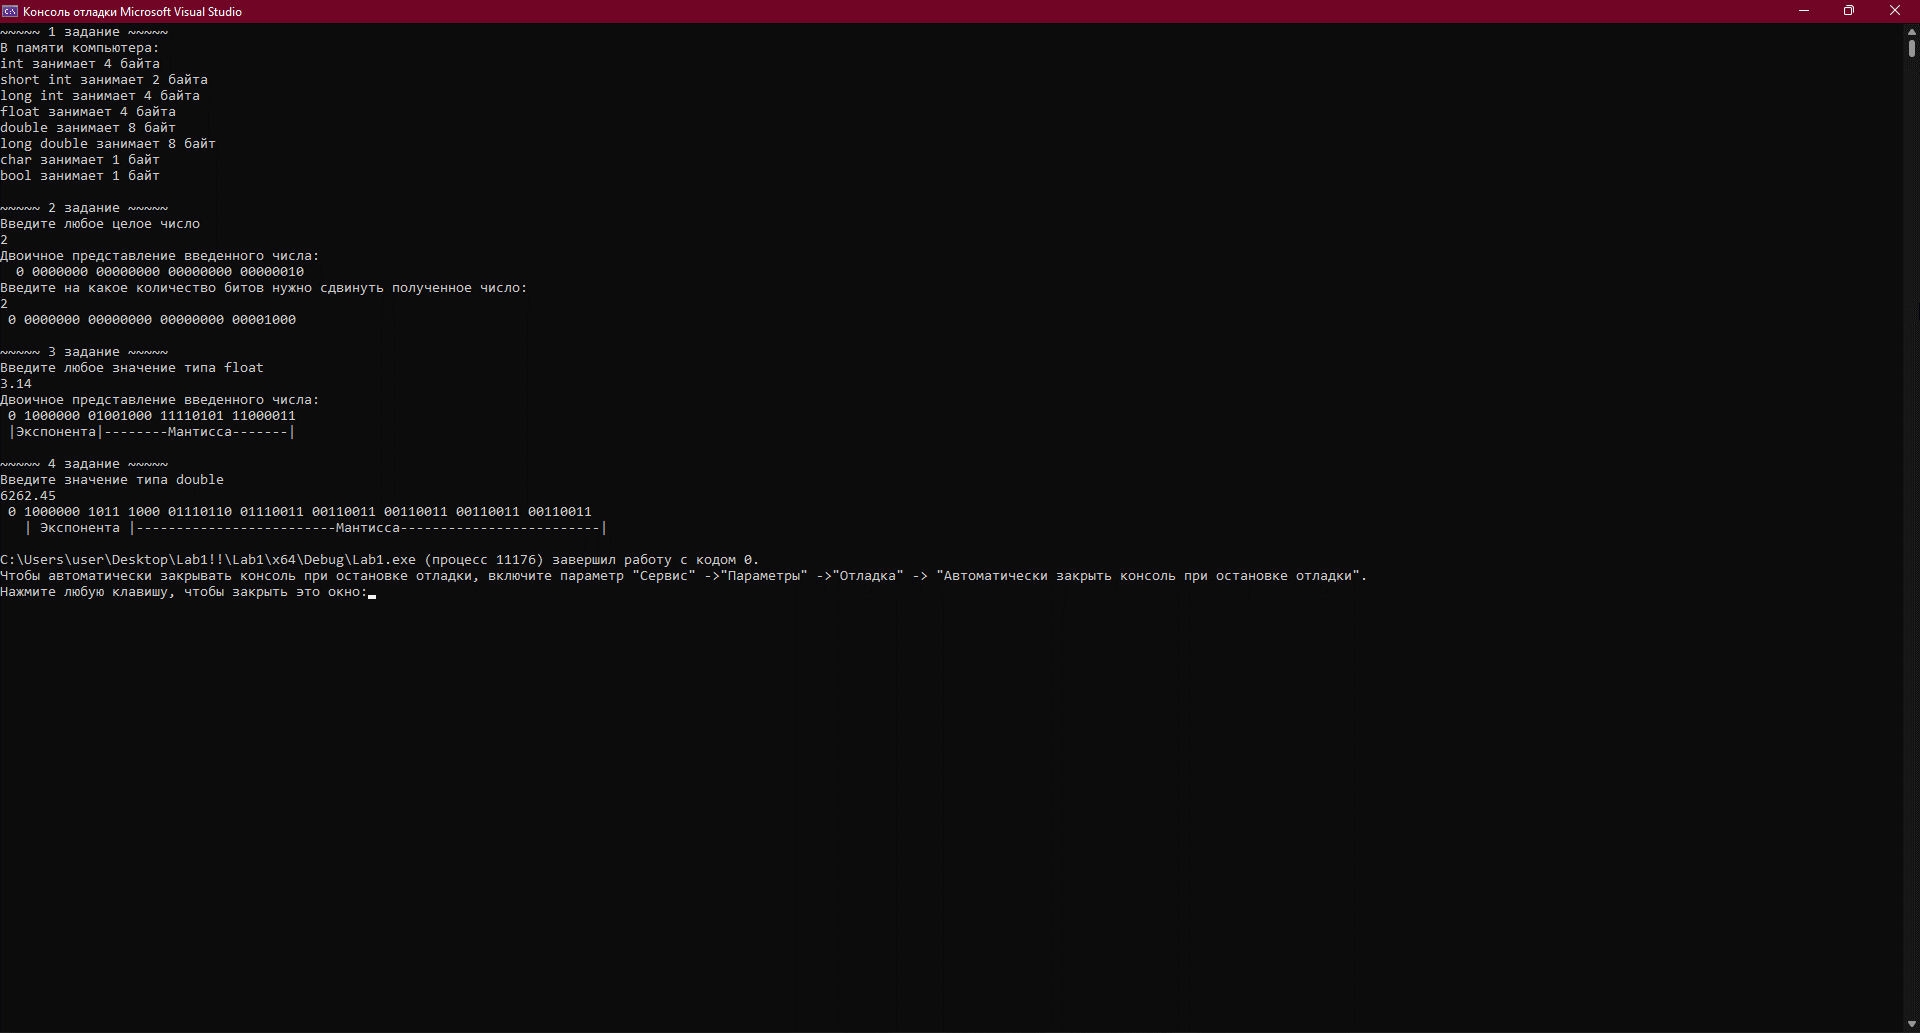 Консоль отладки Microsoft Visual Studio
~~~~~ 1 задание ~~~~~
В памяти компьютера:
int занимает 4 байта
short int занимает 2 байта
long int занимает 4 байта
float занимает 4 байта
double занимает 8 байт
long double занимает 8 байт
char занимает 1 байт
bool занимает 1 байт
~~~~~ 2 задание ~~~~~
Введите любое целое число
2
Двоичное представление введенного числа:
  0 0000000 00000000 00000000 00000010
Введите на какое количество битов нужно сдвинуть полученное число:
2
 0 0000000 00000000 00000000 00001000
~~~~~ 3 задание ~~~~~
Введите любое значение типа float
3.14
Двоичное представление введенного числа:
 0 1000000 01001000 11110101 11000011
 |Экспонента|--------Мантисса-------|
~~~~~ 4 задание ~~~~~
Введите значение типа double
6262.45
 0 1000000 1011 1000 01110110 01110011 00110011 00110011 00110011 00110011
   | Экспонента |-------------------------Мантисса-------------------------|
C:\Users\user\Desktop\Lab1!!\Lab1\x64\Debug\Lab1.exe (процесс 11176) завершил работу с кодом 0.
Чтобы автоматически закрывать консоль при остановке отладки, включите параметр "Сервис" ->"Параметры" ->"Отладка" -> "Автоматически закрыть консоль при остановке отладки".
Нажмите любую клавишу, чтобы закрыть это окно: